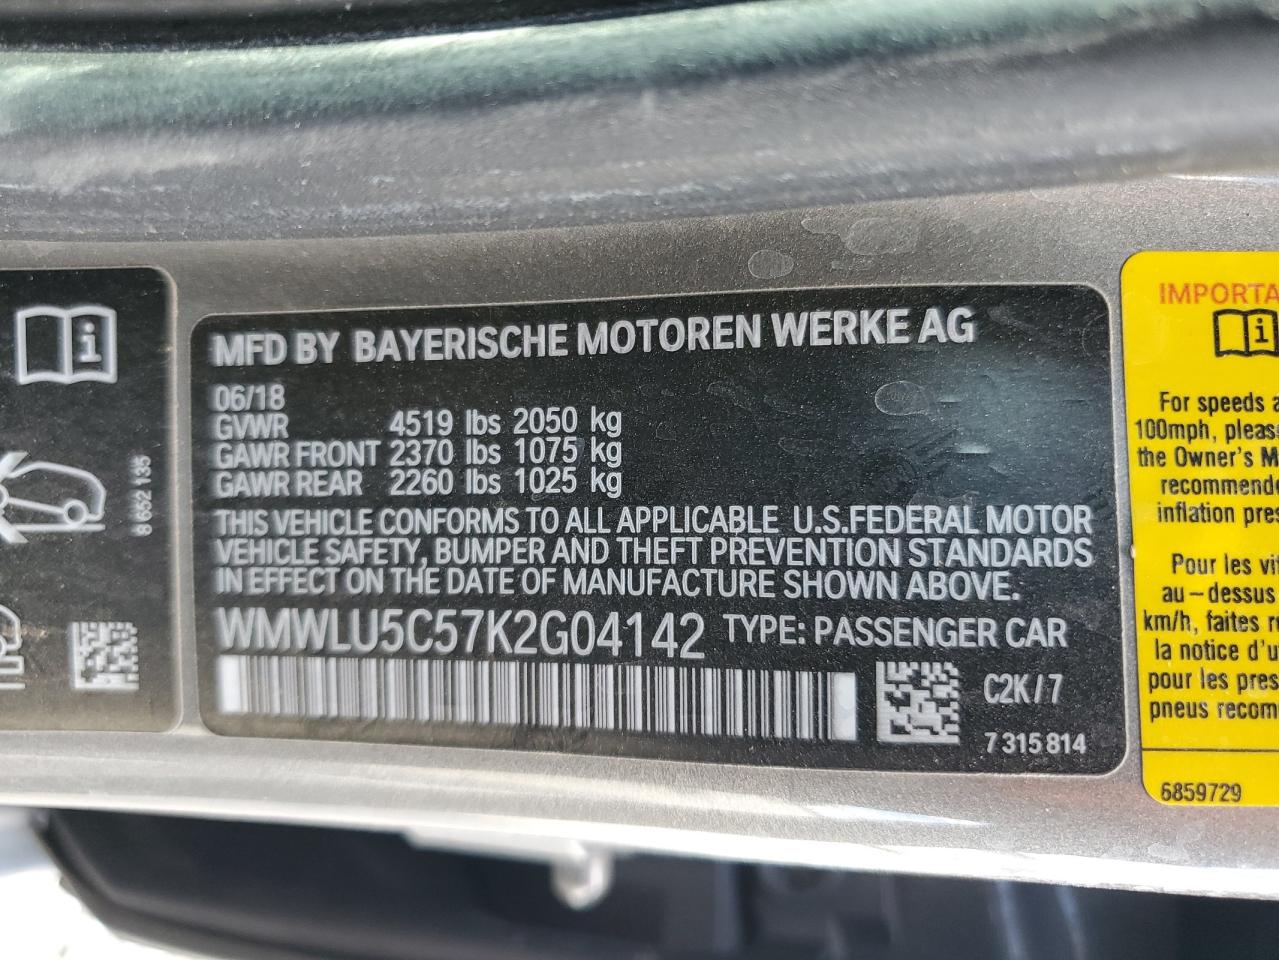 8 652 135
MFD BY BAYERISCHE MOTOREN WERKE AG
06/18
GVWR 4519 lbs 2050 kg
GAWR FRONT 2370 lbs 1075 kg
GAWR REAR 2260 lbs 1025 kg
THIS VEHICLE CONFORMS TO ALL APPLICABLE U.S.FEDERAL MOTOR
VEHICLE SAFETY, BUMPER AND THEFT PREVENTION STANDARDS
IN EFFECT ON THE DATE OF MANUFACTURE SHOWN ABOVE.
WMWLU5C57K2G04142 TYPE: PASSENGER CAR
C2K/7
7 315 814
IMPORTA
For speeds a
100mph, please
the Owner's M
recommende
inflation pres
Pour les vit
au-dessus
km/h, faites r
la notice d'u
pour les pres
pneus recom
6859729